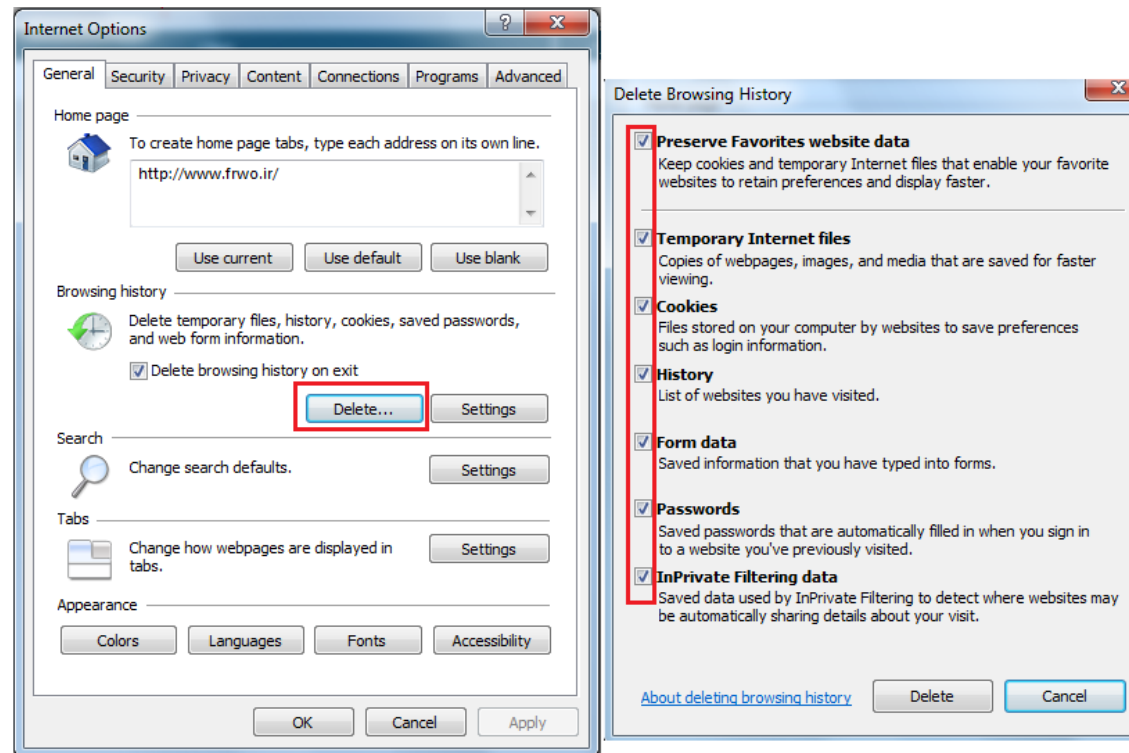 Internet Options
General Security Privacy Content Connections Programs Advanced
Home page
To create home page tabs, type each address on its own line.
http://www.frwo.ir/
Use current Use default Use blank
Browsing history
Delete temporary files, history, cookies, saved passwords,
and web form information.
Delete browsing history on exit
Delete... Settings
Search
Change search defaults.
Settings
Tabs
Change how webpages are displayed in
tabs.
Settings
Appearance
Colors Languages Fonts Accessibility
OK Cancel Apply
Delete Browsing History
Preserve Favorites website data
Keep cookies and temporary Internet files that enable your favorite
websites to retain preferences and display faster.
Temporary Internet files
Copies of webpages, images, and media that are saved for faster
viewing.
Cookies
Files stored on your computer by websites to save preferences
such as login information.
History
List of websites you have visited.
Form data
Saved information that you have typed into forms.
Passwords
Saved passwords that are automatically filled in when you sign in
to a website you've previously visited.
InPrivate Filtering data
Saved data used by InPrivate Filtering to detect where websites may
be automatically sharing details about your visit.
About deleting browsing history Delete Cancel